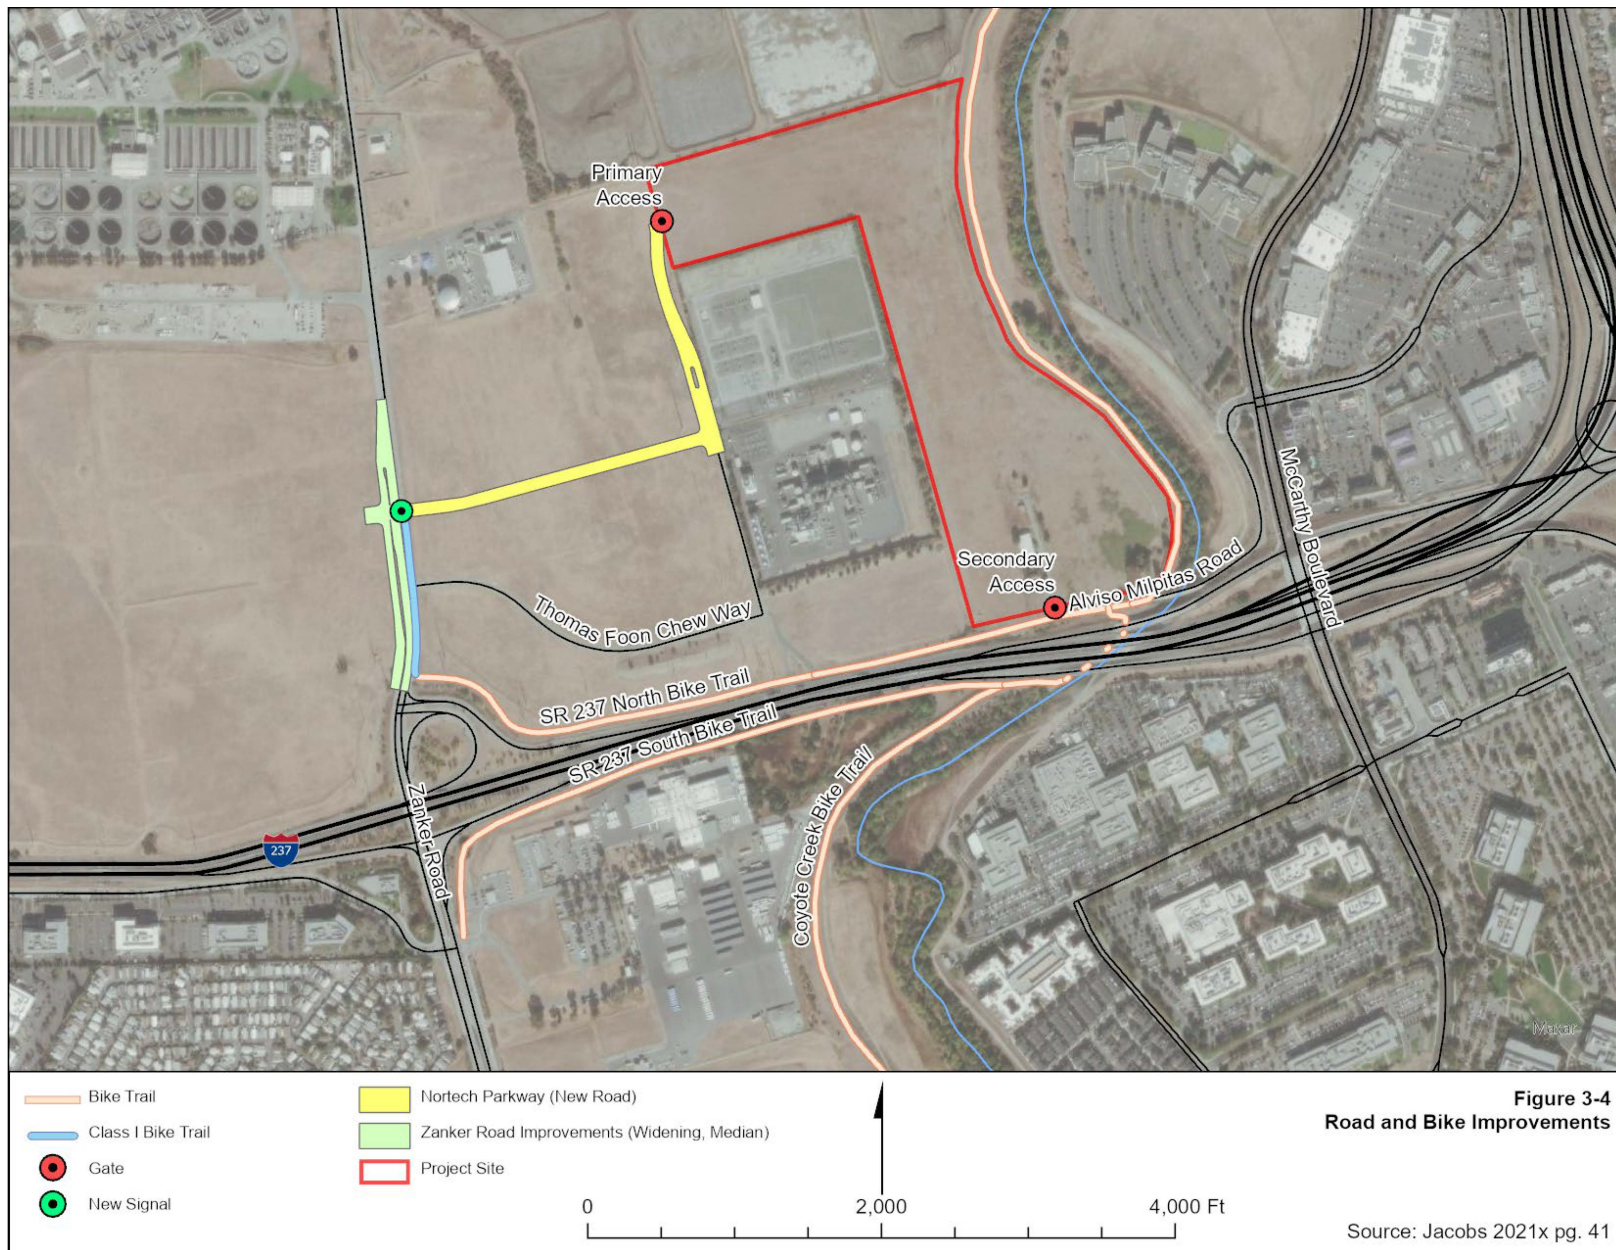 Primary
Access
Secondary
Access
Alviso Milpitas Road
McCarthy Boulevard
Thomas Foon Chew Way
SR 237 North Bike Trail
SR 237 South Bike Trail
Coyote Creek Bike Trail
Zanker Road
237
Maxar
Bike Trail
Class I Bike Trail
Gate
New Signal
Nortech Parkway (New Road)
Zanker Road Improvements (Widening, Median)
Project Site
0
2,000
4,000 Ft
Figure 3-4
Road and Bike Improvements
Source: Jacobs 2021x pg. 41